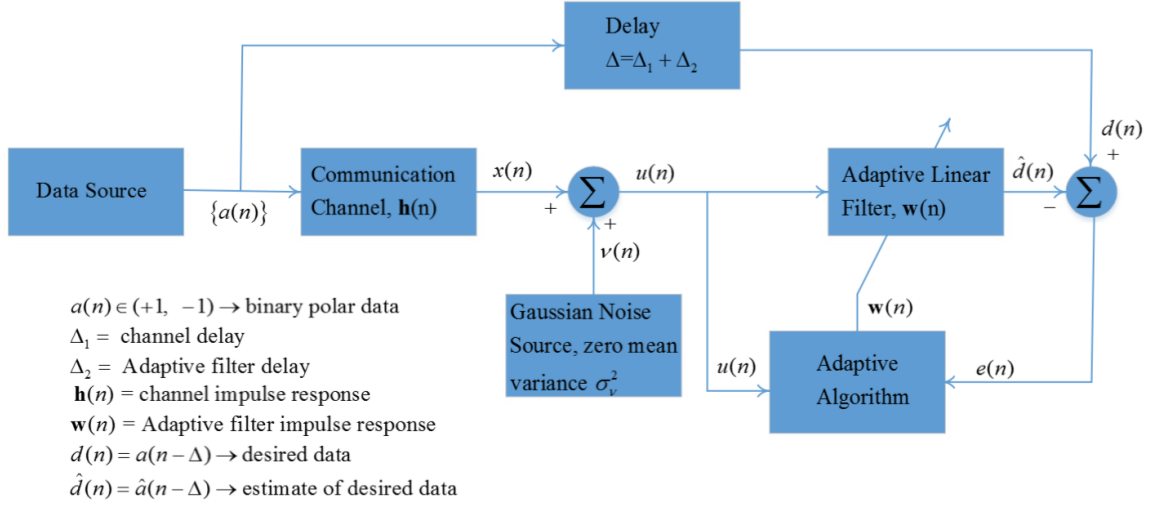 Delay
Δ=Δ₁ + Δ₂
d(n)
+
Data Source
{a(n)}
Communication
Channel, h(n)
x(n)
+
Σ
+
ν(n)
u(n)
Adaptive Linear
Filter, w(n)
d̂(n)
−
Σ
Gaussian Noise
Source, zero mean
variance σ²ᵥ
w(n)
u(n)
Adaptive
Algorithm
e(n)
a(n) ∈ (+1, −1) → binary polar data
Δ₁ = channel delay
Δ₂ = Adaptive filter delay
h(n) = channel impulse response
w(n) = Adaptive filter impulse response
d(n) = a(n − Δ) → desired data
d̂(n) = â(n − Δ) → estimate of desired data